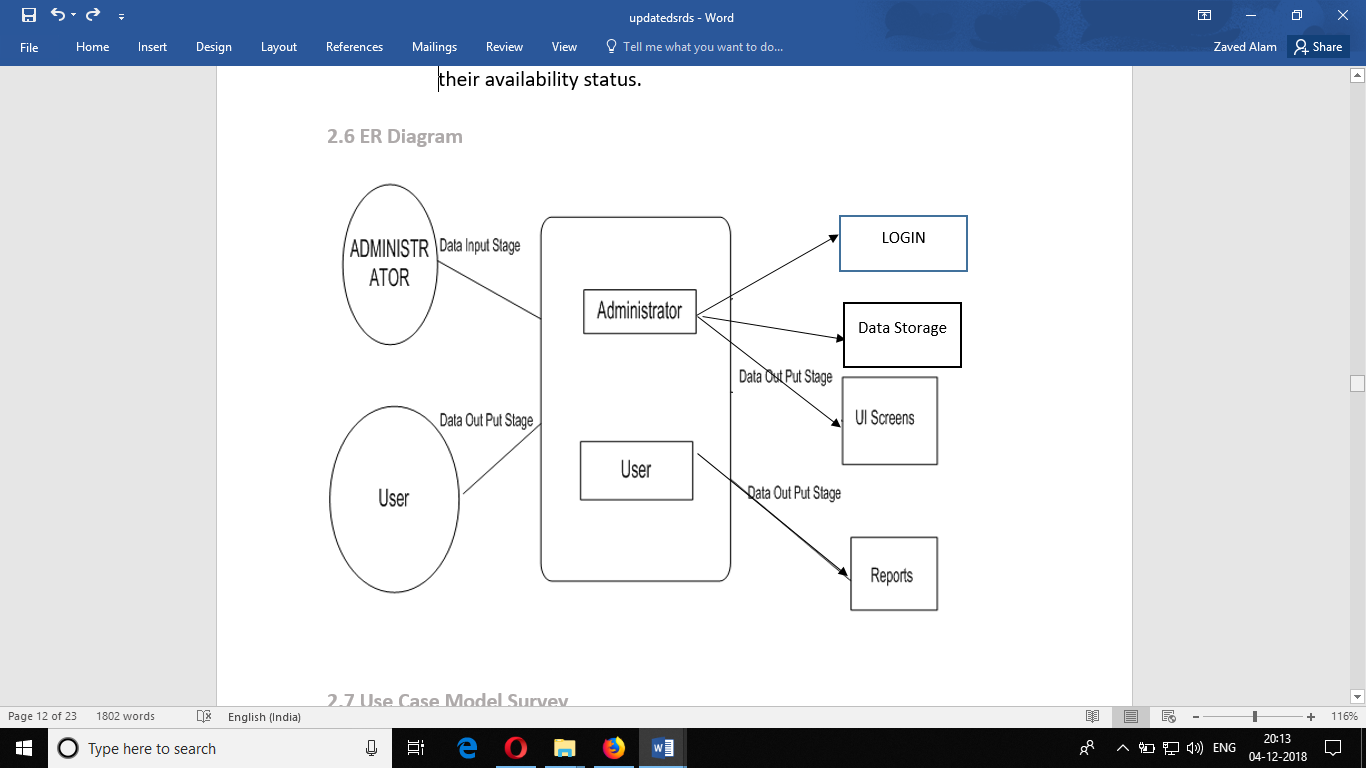 updatedsrds - Word
File Home Insert Design Layout References Mailings Review View Tell me what you want to do... Zaved Alam Share
their availability status.
2.6 ER Diagram
ADMINISTR
ATOR
Data Input Stage
LOGIN
Administrator
Data Storage
Data Out Put Stage
UI Screens
Data Out Put Stage
User
User
Data Out Put Stage
Reports
2.7 Use Case Model Survey
Page 12 of 23 1802 words English (India) 116%
Type here to search
ENG
20:13
04-12-2018